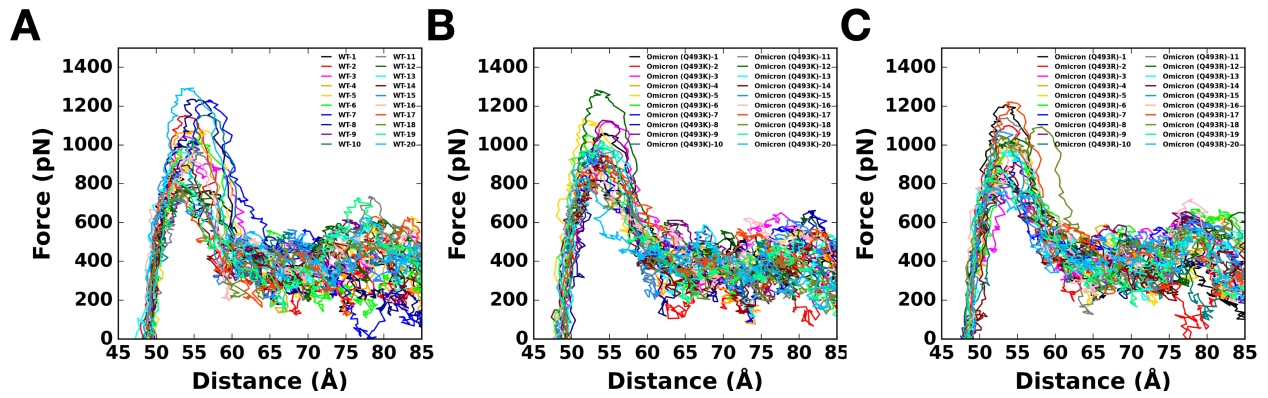 A
B
C
1400
1200
1000
800
600
400
200
0
Force (pN)
45 50 55 60 65 70 75 80 85
Distance (Å)
WT-1 WT-11
WT-2 WT-12
WT-3 WT-13
WT-4 WT-14
WT-5 WT-15
WT-6 WT-16
WT-7 WT-17
WT-8 WT-18
WT-9 WT-19
WT-10 WT-20
1400
1200
1000
800
600
400
200
0
Force (pN)
45 50 55 60 65 70 75 80 85
Distance (Å)
Omicron (Q493K)-1 Omicron (Q493K)-11
Omicron (Q493K)-2 Omicron (Q493K)-12
Omicron (Q493K)-3 Omicron (Q493K)-13
Omicron (Q493K)-4 Omicron (Q493K)-14
Omicron (Q493K)-5 Omicron (Q493K)-15
Omicron (Q493K)-6 Omicron (Q493K)-16
Omicron (Q493K)-7 Omicron (Q493K)-17
Omicron (Q493K)-8 Omicron (Q493K)-18
Omicron (Q493K)-9 Omicron (Q493K)-19
Omicron (Q493K)-10 Omicron (Q493K)-20
1400
1200
1000
800
600
400
200
0
Force (pN)
45 50 55 60 65 70 75 80 85
Distance (Å)
Omicron (Q493R)-1 Omicron (Q493R)-11
Omicron (Q493R)-2 Omicron (Q493R)-12
Omicron (Q493R)-3 Omicron (Q493R)-13
Omicron (Q493R)-4 Omicron (Q493R)-14
Omicron (Q493R)-5 Omicron (Q493R)-15
Omicron (Q493R)-6 Omicron (Q493R)-16
Omicron (Q493R)-7 Omicron (Q493R)-17
Omicron (Q493R)-8 Omicron (Q493R)-18
Omicron (Q493R)-9 Omicron (Q493R)-19
Omicron (Q493R)-10 Omicron (Q493R)-20